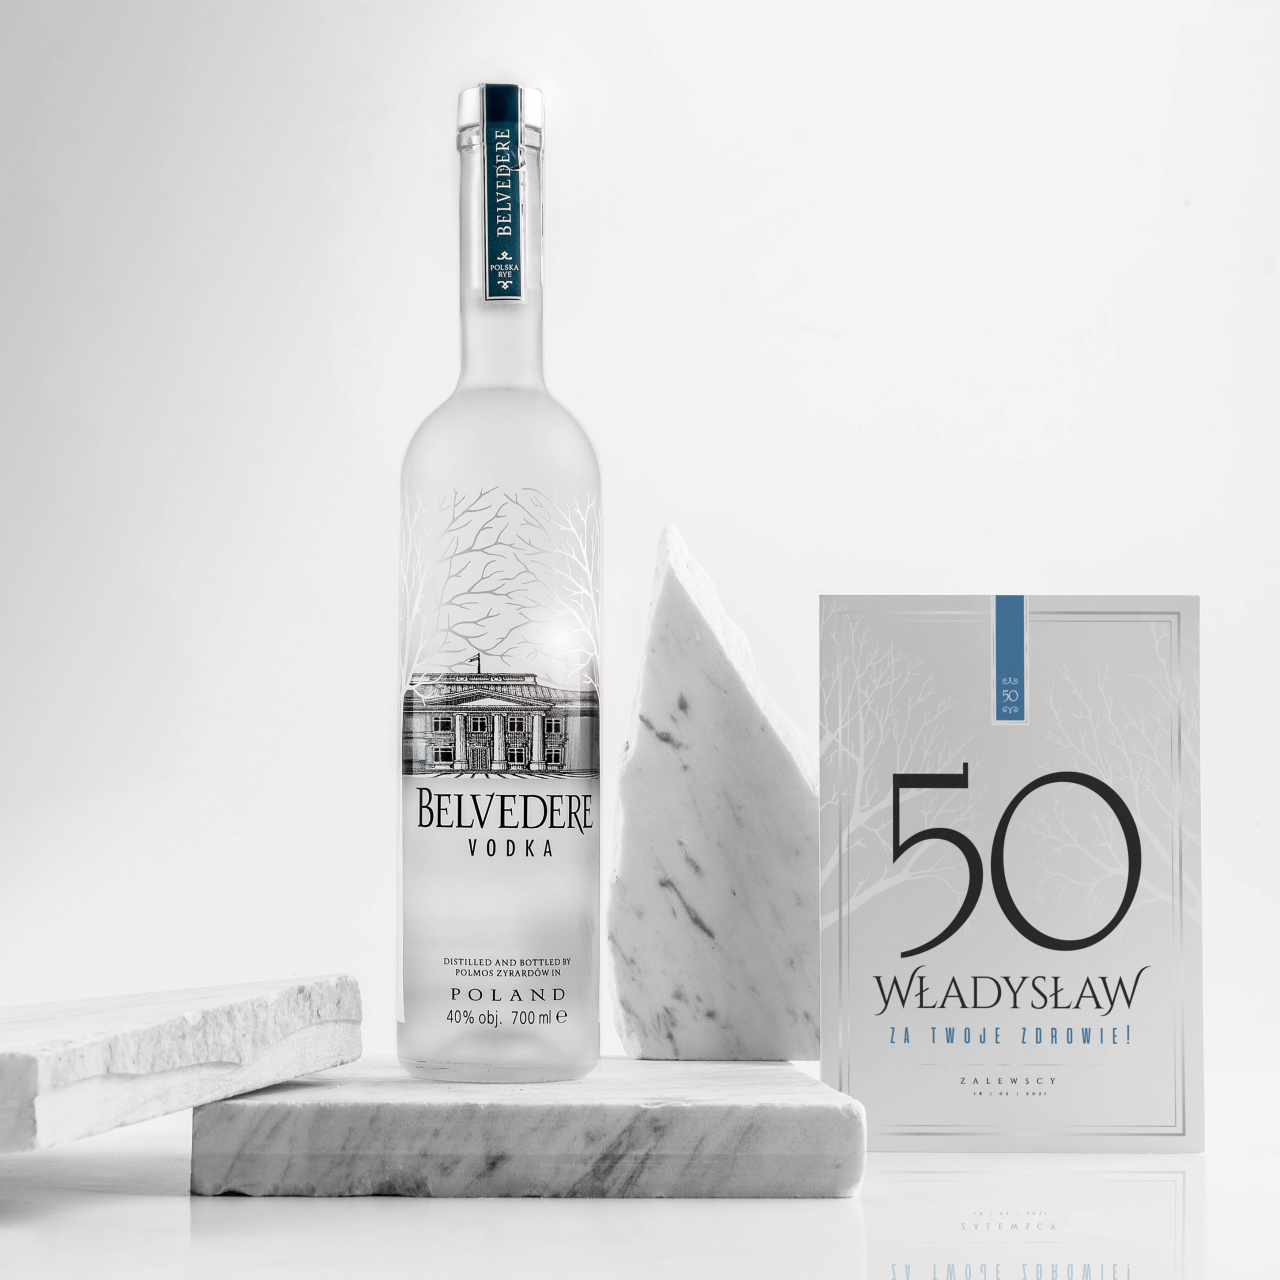 BELVEDERE
POLSKA
RYE
BELVEDERE
VODKA
DISTILLED AND BOTTLED BY
POLMOS ZYRARDÓW IN
POLAND
40% obj. 700 ml ℮
50
50
WŁADYSŁAW
ZA TWOJE ZDROWIE!
ZALEWSCY